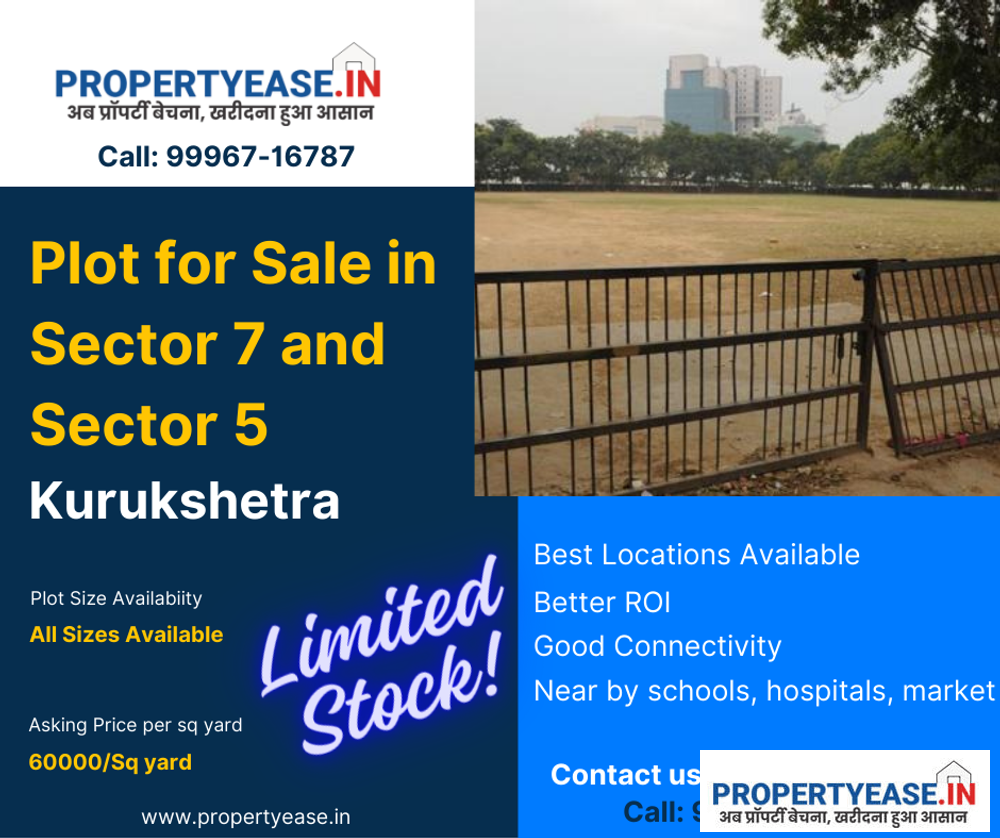 PROPERTYEASE.IN
अब प्रॉपर्टी बेचना, खरीदना हुआ आसान
Call: 99967-16787
Plot for Sale in
Sector 7 and
Sector 5
Kurukshetra
Plot Size Availabiity
All Sizes Available
Limited
Stock!
Asking Price per sq yard
60000/Sq yard
www.propertyease.in
Best Locations Available
Better ROI
Good Connectivity
Near by schools, hospitals, market
Contact us
Call:
PROPERTYEASE.IN
अब प्रॉपर्टी बेचना, खरीदना हुआ आसान